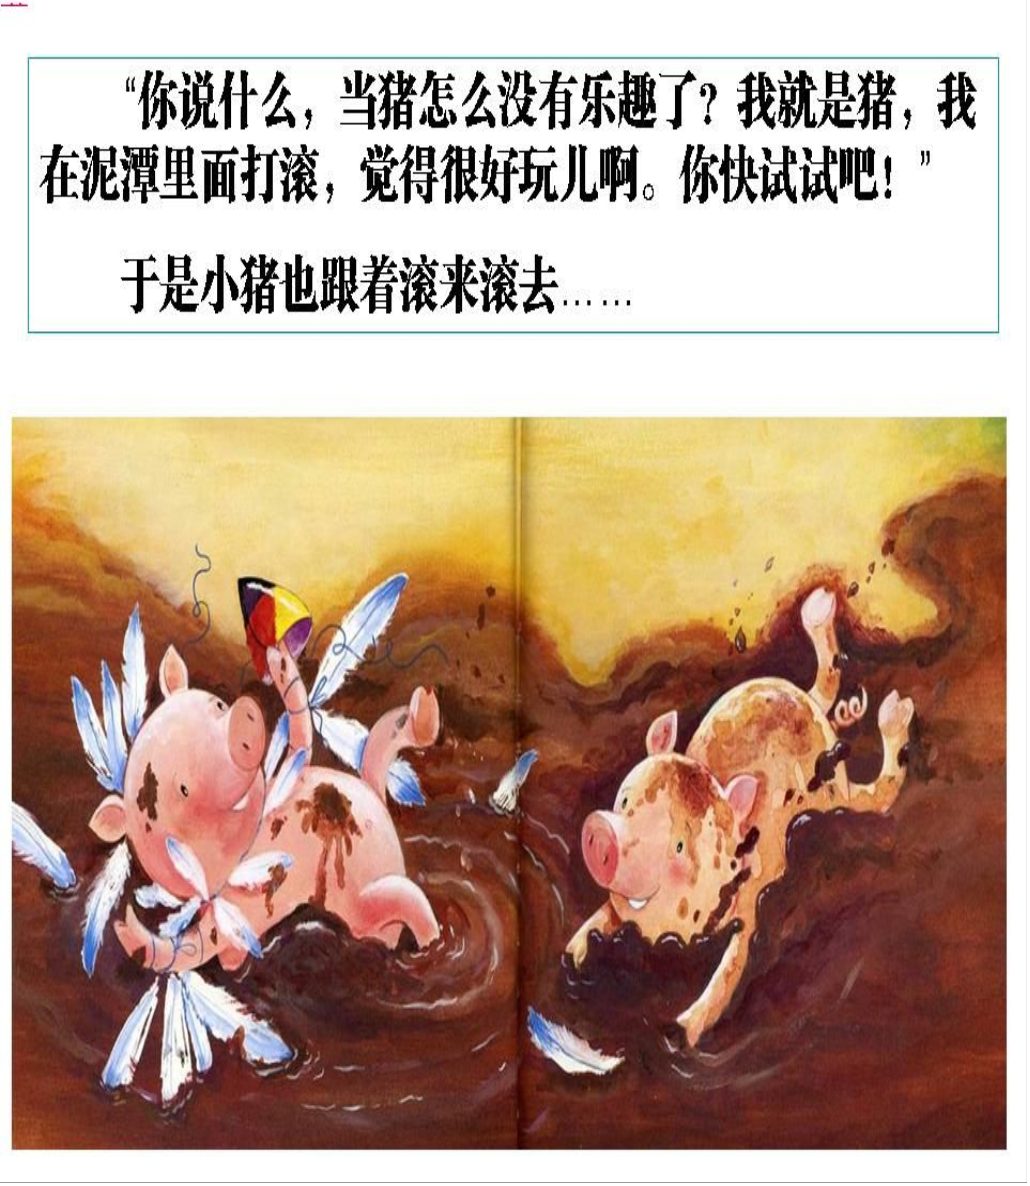 “你说什么，当猪怎么没有乐趣了？我就是猪，我
在泥潭里面打滚，觉得很好玩儿啊。你快试试吧！”
于是小猪也跟着滚来滚去……